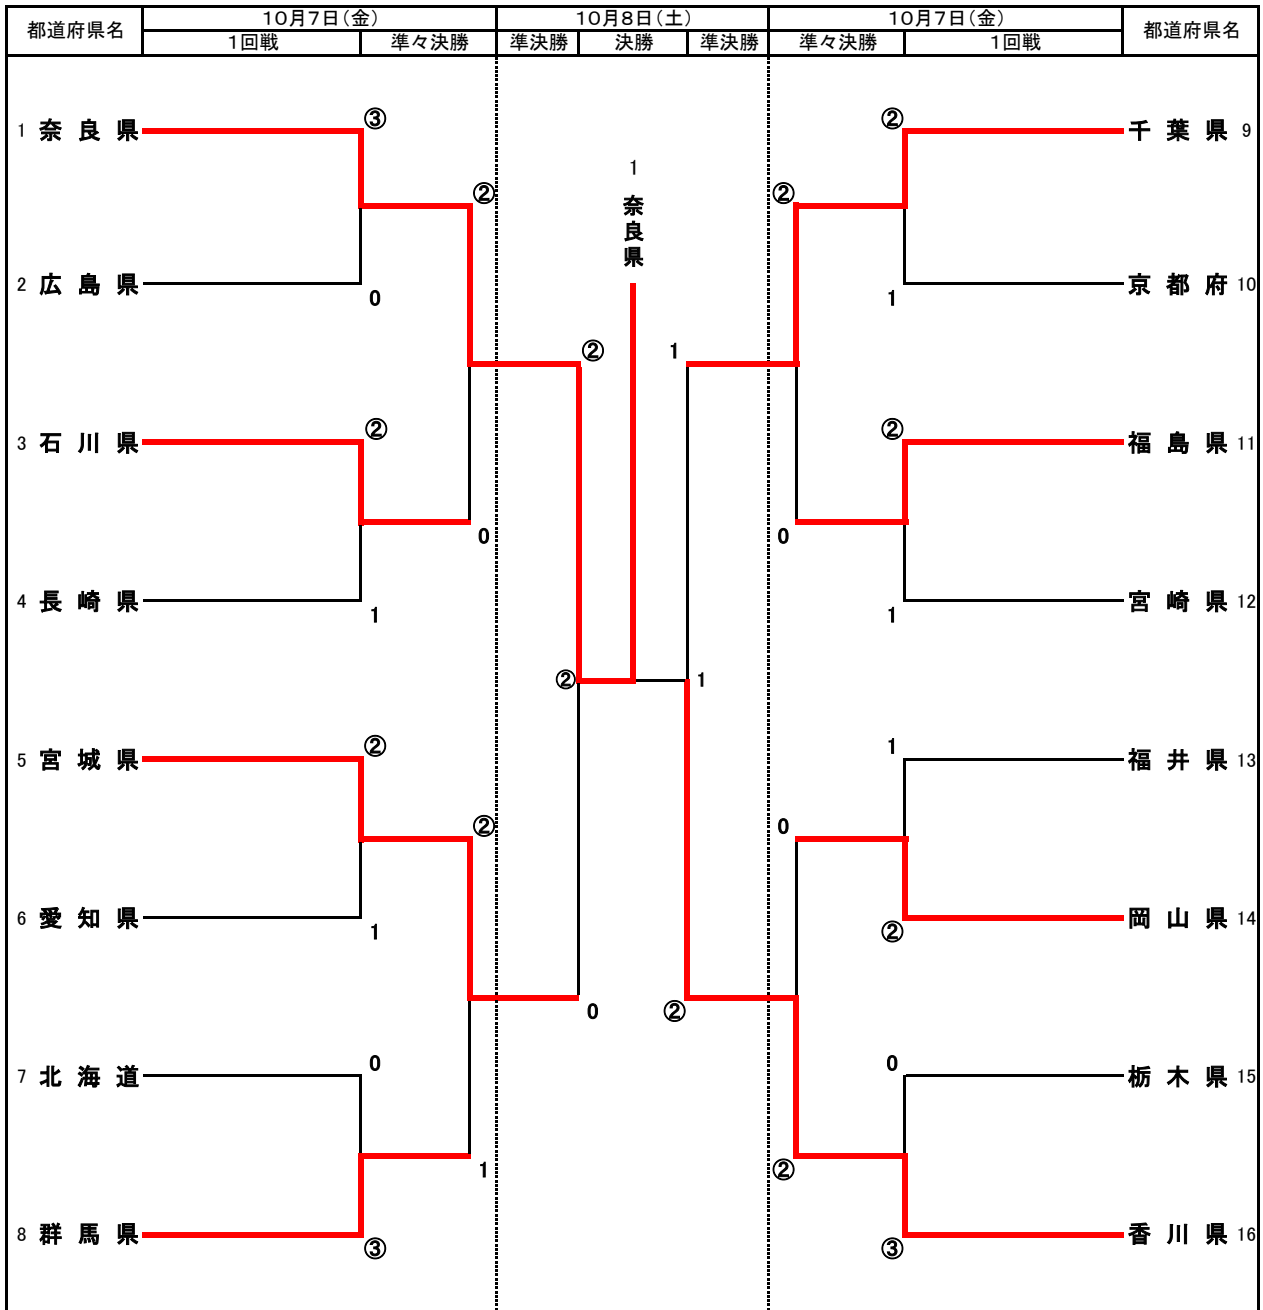 都道府県名 10月7日(金) 10月8日(土) 10月7日(金) 都道府県名
1回戦 準々決勝 準決勝 決勝 準決勝 準々決勝 1回戦
③ ②
1 奈良県 千葉県 9
1
② ②
奈良県
2 広島県 京都府 10
0 1
② 1
② ②
3 石川県 福島県 11
0 0
4 長崎県 宮崎県 12
1 1
② 1
② 1
5 宮城県 福井県 13
② 0
6 愛知県 岡山県 14
1 ②
0 ②
0 0
7 北海道 栃木県 15
1 ②
8 群馬県 香川県 16
③ ③